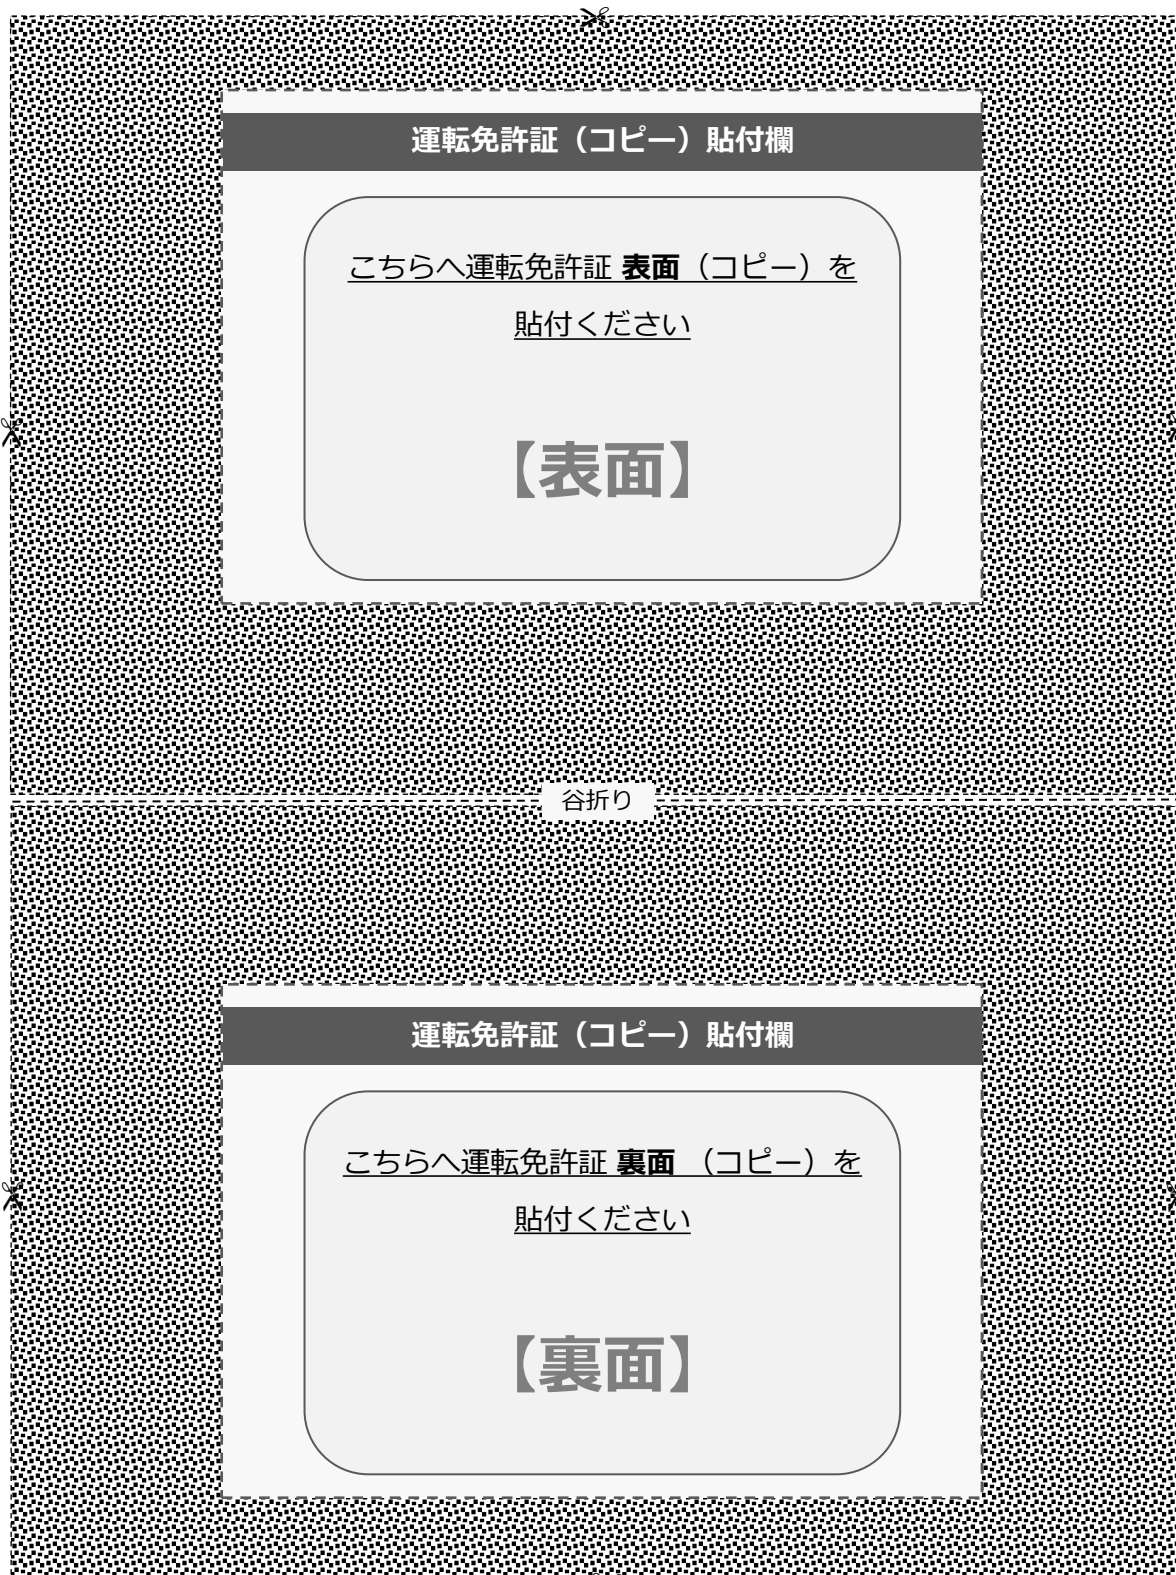 運転免許証（コピー）貼付欄
こちらへ運転免許証 表面（コピー）を
貼付ください
【表面】
谷折り
運転免許証（コピー）貼付欄
こちらへ運転免許証 裏面 （コピー）を
貼付ください
【裏面】